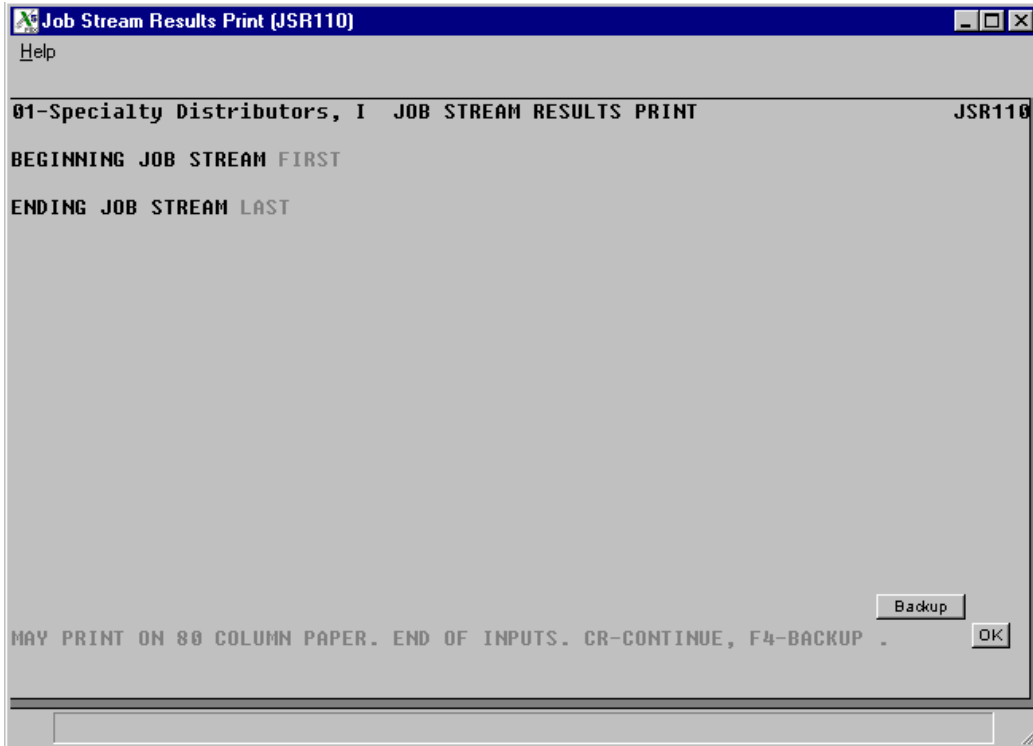 Job Stream Results Print (JSR110)
Help
01-Specialty Distributors, I JOB STREAM RESULTS PRINT JSR110
BEGINNING JOB STREAM FIRST
ENDING JOB STREAM LAST
Backup
MAY PRINT ON 80 COLUMN PAPER. END OF INPUTS. CR-CONTINUE, F4-BACKUP .
OK